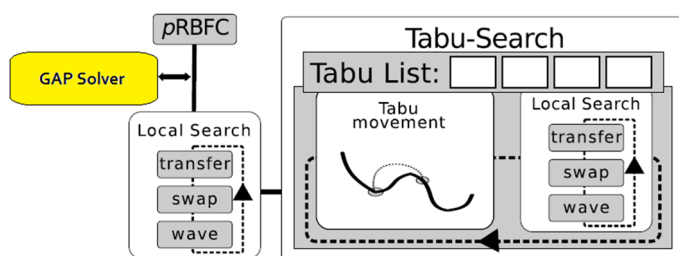 pRBFC
GAP Solver
Local Search
transfer
swap
wave
Tabu-Search
Tabu List:
Tabu
movement
Local Search
transfer
swap
wave